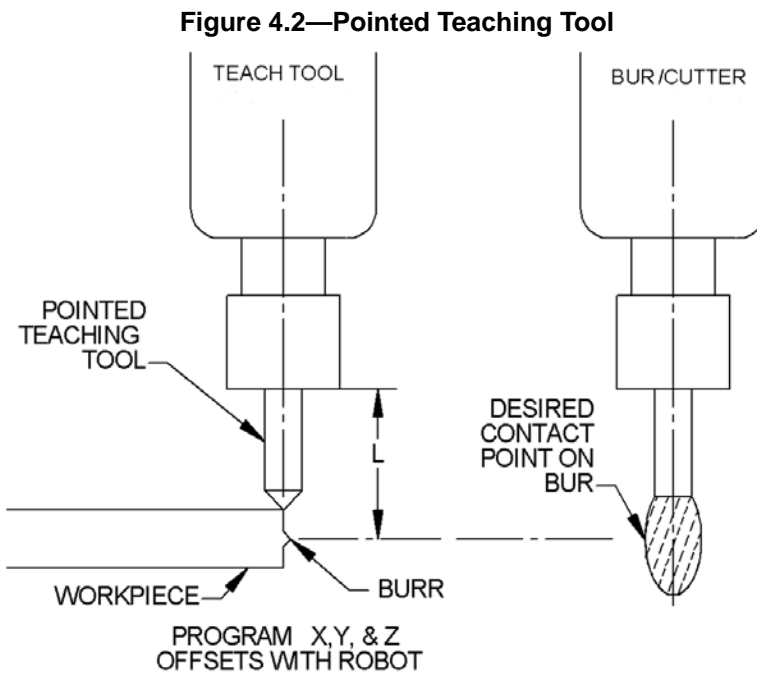 Figure 4.2—Pointed Teaching Tool
TEACH TOOL
BUR/CUTTER
POINTED
TEACHING
TOOL
L
DESIRED
CONTACT
POINT ON
BUR
WORKPIECE
BURR
PROGRAM X,Y, & Z
OFFSETS WITH ROBOT